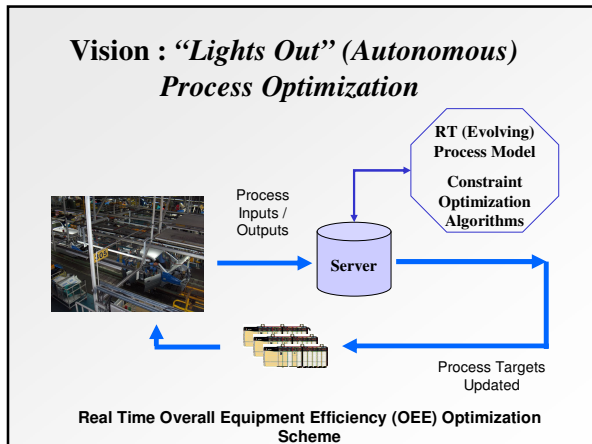 Vision : “Lights Out” (Autonomous)
Process Optimization
RT (Evolving)
Process Model
Constraint
Optimization
Algorithms
Process
Inputs /
Outputs
Server
Process Targets
Updated
Real Time Overall Equipment Efficiency (OEE) Optimization
Scheme